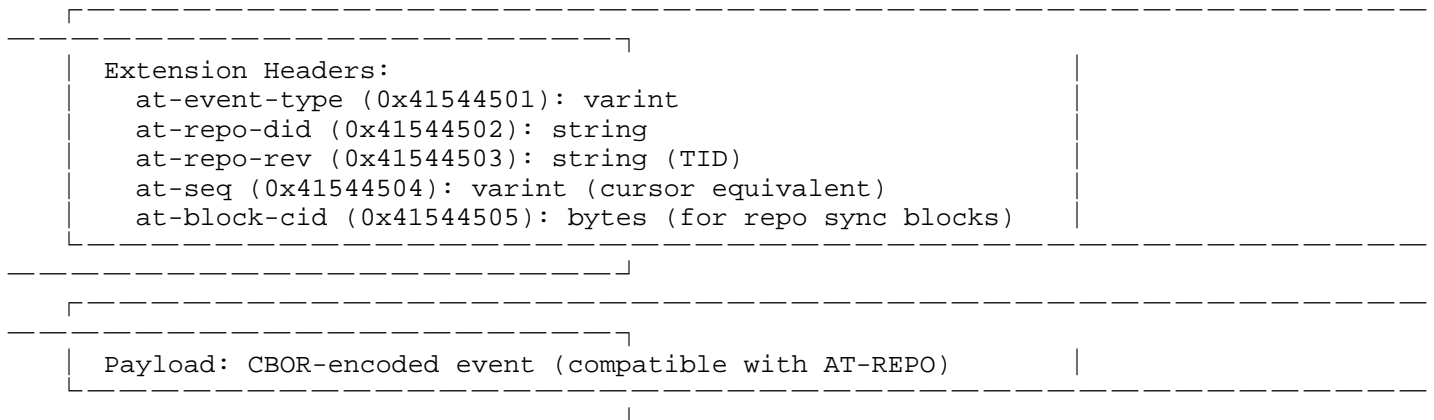 Extension Headers:
at-event-type (0x41544501): varint
at-repo-did (0x41544502): string
at-repo-rev (0x41544503): string (TID)
at-seq (0x41544504): varint (cursor equivalent)
at-block-cid (0x41544505): bytes (for repo sync blocks)
Payload: CBOR-encoded event (compatible with AT-REPO)